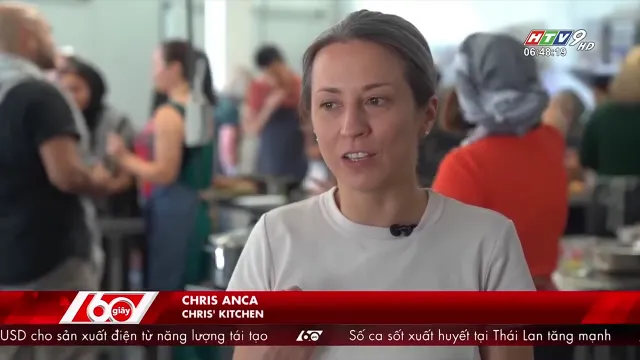 HTV9 HD
06:48:19
60 giây
CHRIS ANCA
CHRIS' KITCHEN
USD cho sản xuất điện từ năng lượng tái tạo 60 giây Số ca sốt xuất huyết tại Thái Lan tăng mạnh